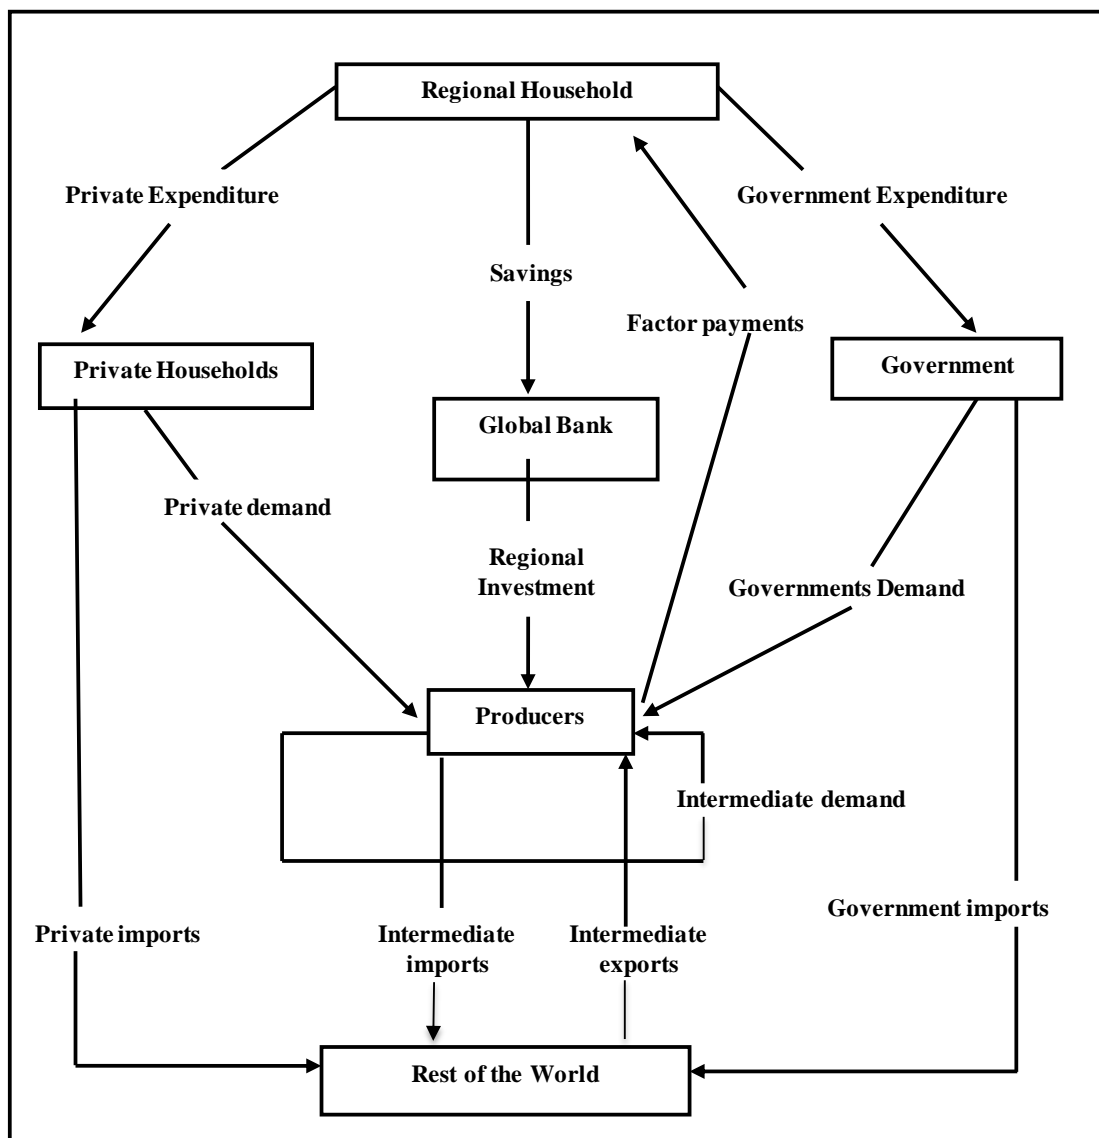 Regional Household
Private Expenditure
Government Expenditure
Savings
Factor payments
Private Households
Government
Global Bank
Private demand
Regional
Investment
Governments Demand
Producers
Intermediate demand
Government imports
Private imports
Intermediate
imports
Intermediate
exports
Rest of the World